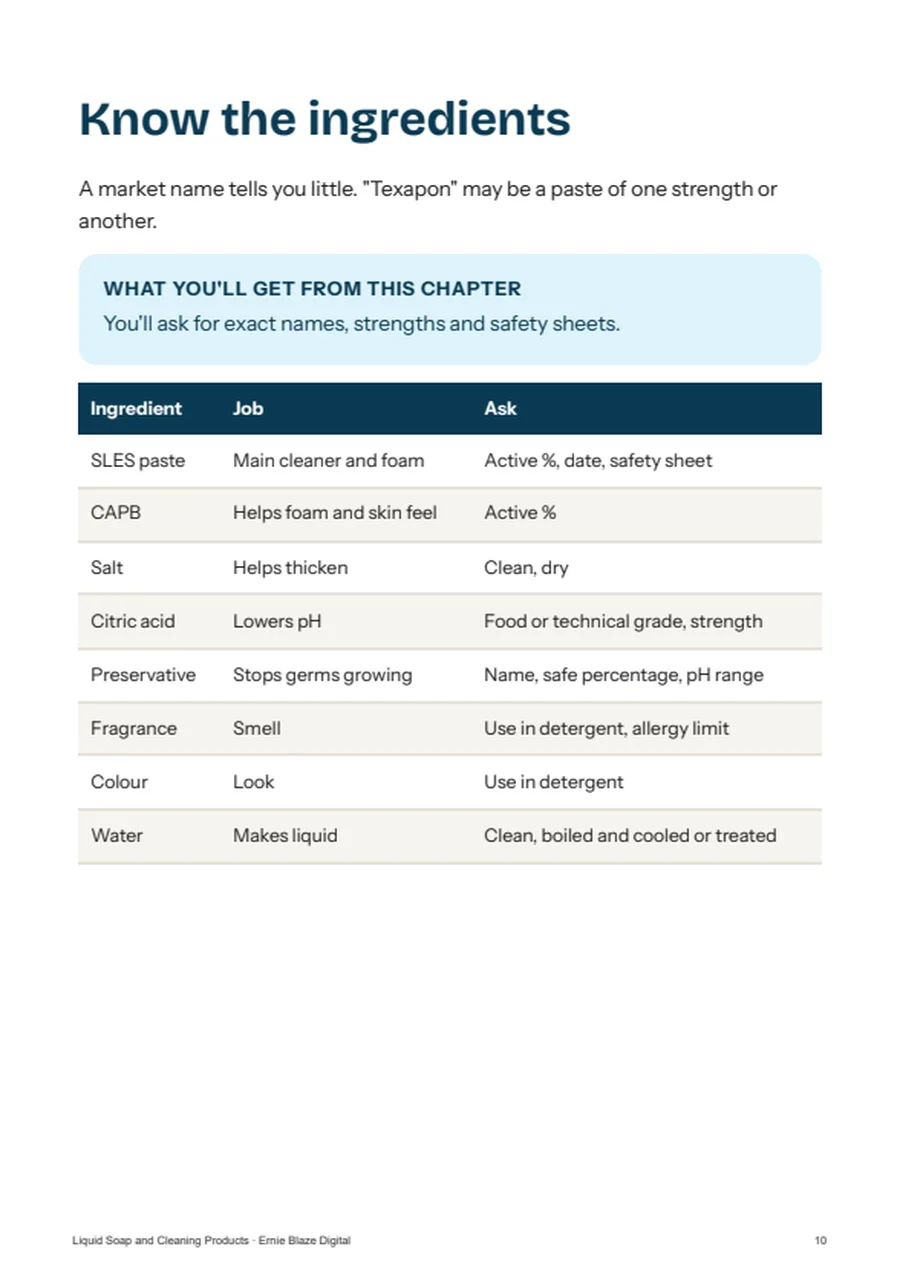 Know the ingredients
A market name tells you little. "Texapon" may be a paste of one strength or
another.
WHAT YOU'LL GET FROM THIS CHAPTER
You'll ask for exact names, strengths and safety sheets.
Ingredient Job Ask
SLES paste Main cleaner and foam Active %, date, safety sheet
CAPB Helps foam and skin feel Active %
Salt Helps thicken Clean, dry
Citric acid Lowers pH Food or technical grade, strength
Preservative Stops germs growing Name, safe percentage, pH range
Fragrance Smell Use in detergent, allergy limit
Colour Look Use in detergent
Water Makes liquid Clean, boiled and cooled or treated
Liquid Soap and Cleaning Products · Ernie Blaze Digital 10